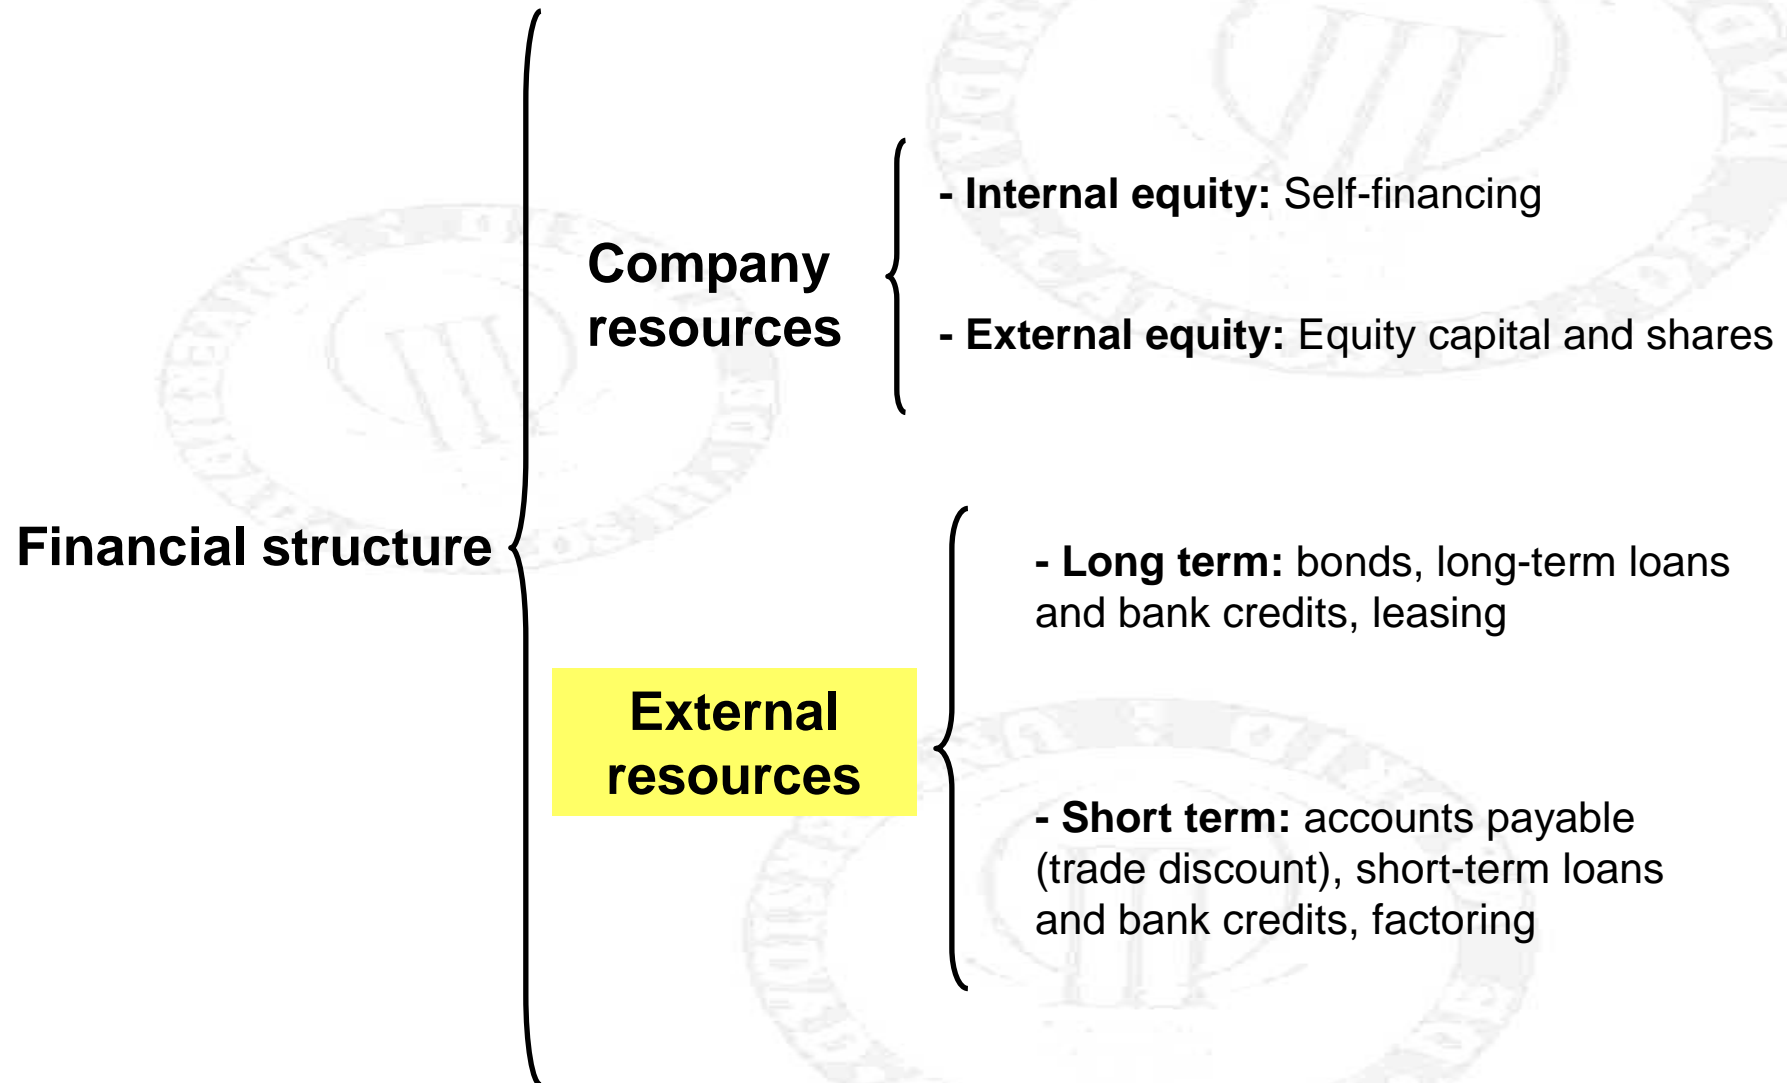 Financial structure
Company
resources
- Internal equity: Self-financing
- External equity: Equity capital and shares
External
resources
- Long term: bonds, long-term loans
and bank credits, leasing
- Short term: accounts payable
(trade discount), short-term loans
and bank credits, factoring